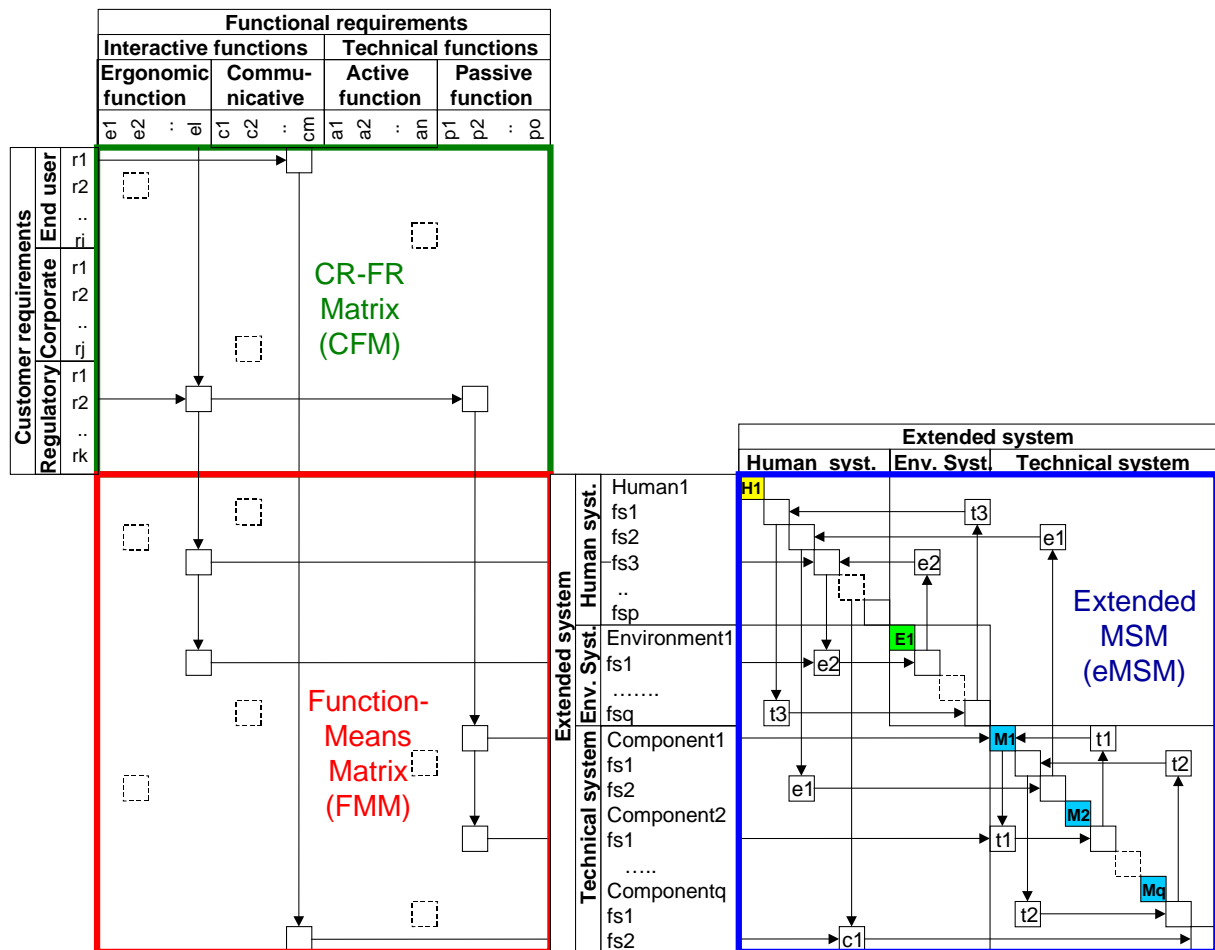 Functional requirements
Interactive functions Technical functions
Ergonomic Commu- Active Passive
function nicative function function
e1 e2 .. el c1 c2 .. cm a1 a2 .. an p1 p2 .. po
Customer requirements
End user
r1
r2
..
ri
Corporate
r1
r2
..
rj
Regulatory
r1
r2
..
rk
CR-FR
Matrix
(CFM)
Function-
Means
Matrix
(FMM)
Extended system
Human syst. Env. Syst. Technical system
Extended system
Human syst.
Human1
fs1
fs2
fs3
..
fsp
Env. Syst.
Environment1
fs1
.......
fsq
Technical system
Component1
fs1
fs2
Component2
fs1
.....
Componentq
fs1
fs2
H1
t3
e1
e2
E1
e2
t3
M1 t1
t2
e1
M2
t1
Mq
t2
c1
Extended
MSM
(eMSM)